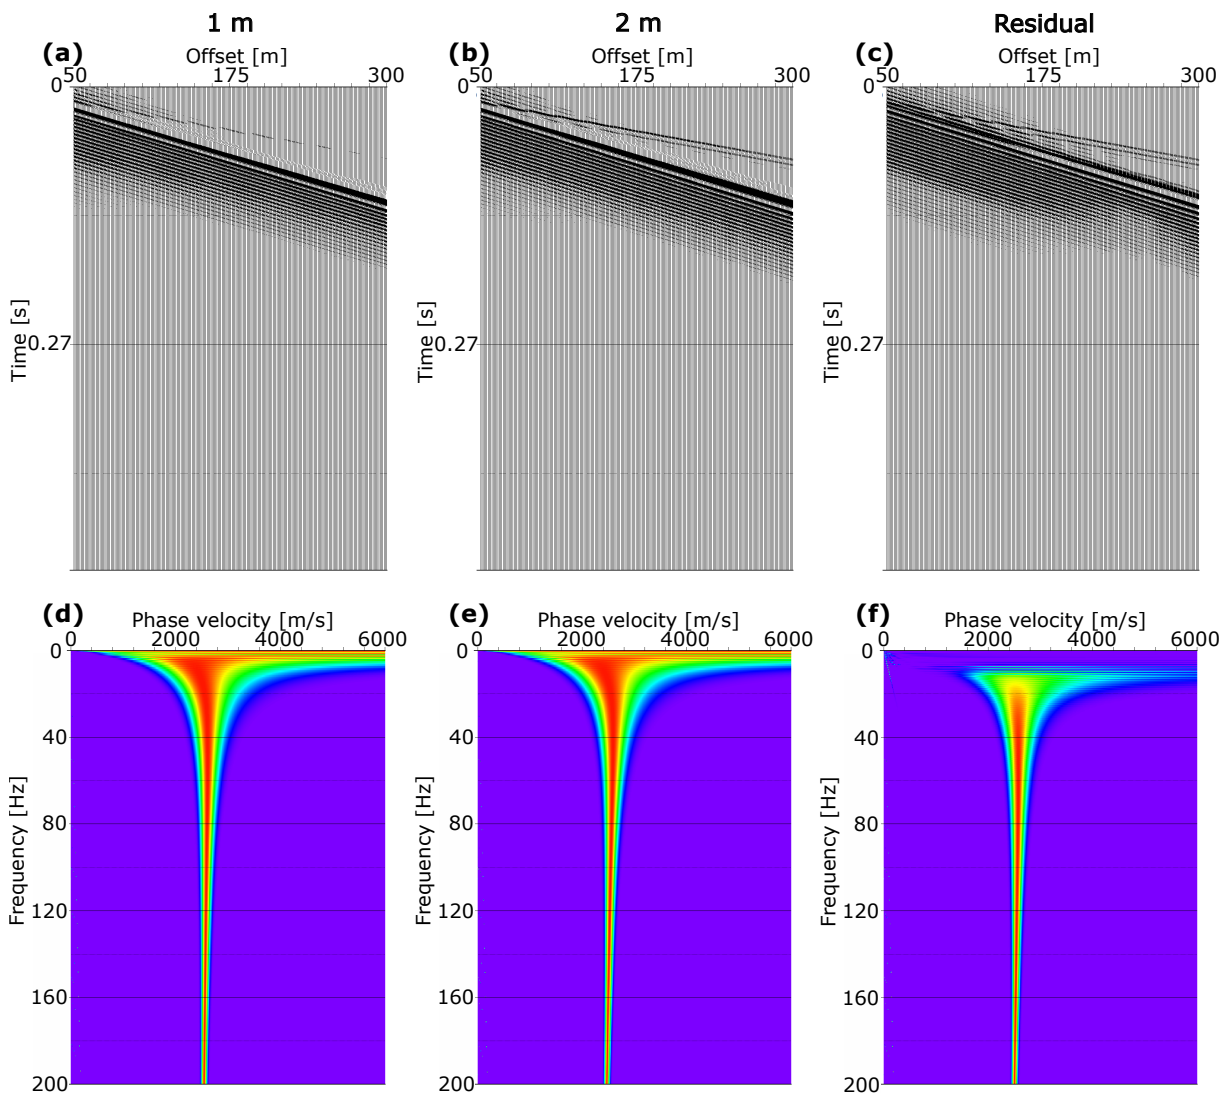 1 m 2 m Residual
(a) Offset [m] (b) Offset [m] (c) Offset [m]
50 175 300 50 175 300 50 175 300
0 0 0
Time [s] Time [s] Time [s]
0.27 0.27 0.27
(d) Phase velocity [m/s] (e) Phase velocity [m/s] (f) Phase velocity [m/s]
0 2000 4000 6000 0 2000 4000 6000 0 2000 4000 6000
0 0 0
40 40 40
Frequency [Hz] Frequency [Hz] Frequency [Hz]
80 80 80
120 120 120
160 160 160
200 200 200